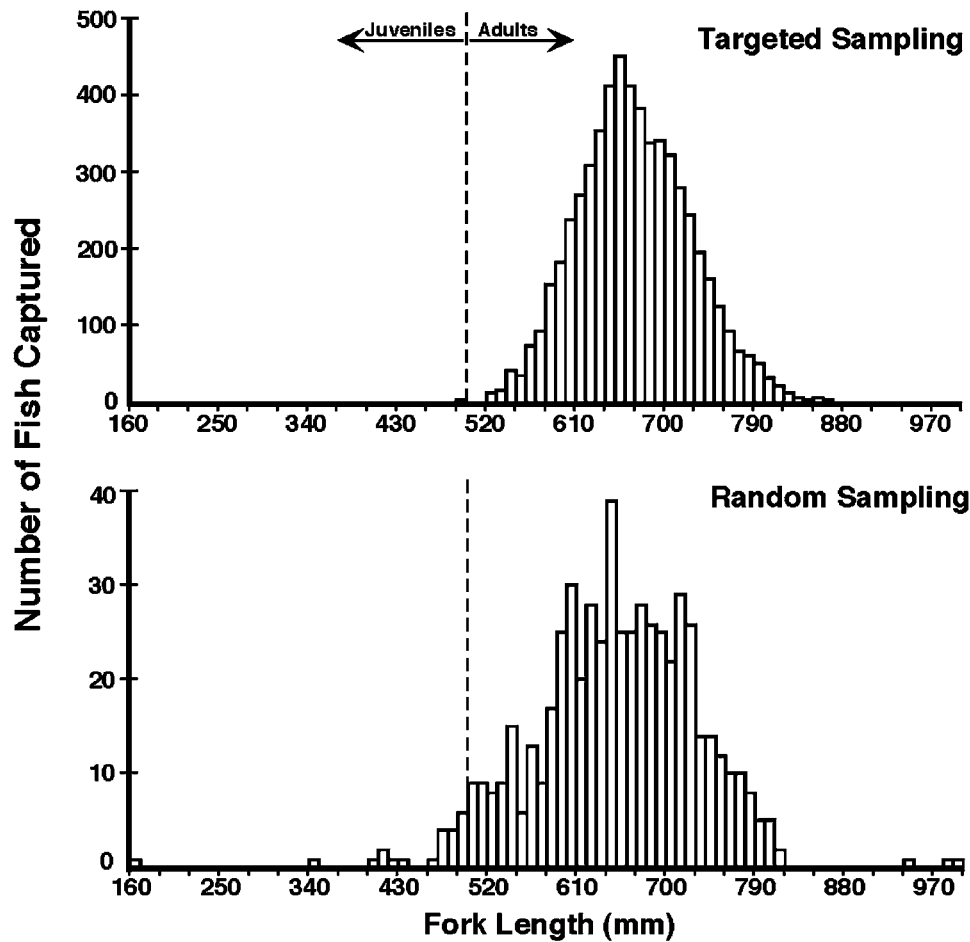 500
Juveniles Adults
Targeted Sampling
400
300
200
100
0
160 250 340 430 520 610 700 790 880 970
Number of Fish Captured
40
Random Sampling
30
20
10
0
160 250 340 430 520 610 700 790 880 970
Fork Length (mm)